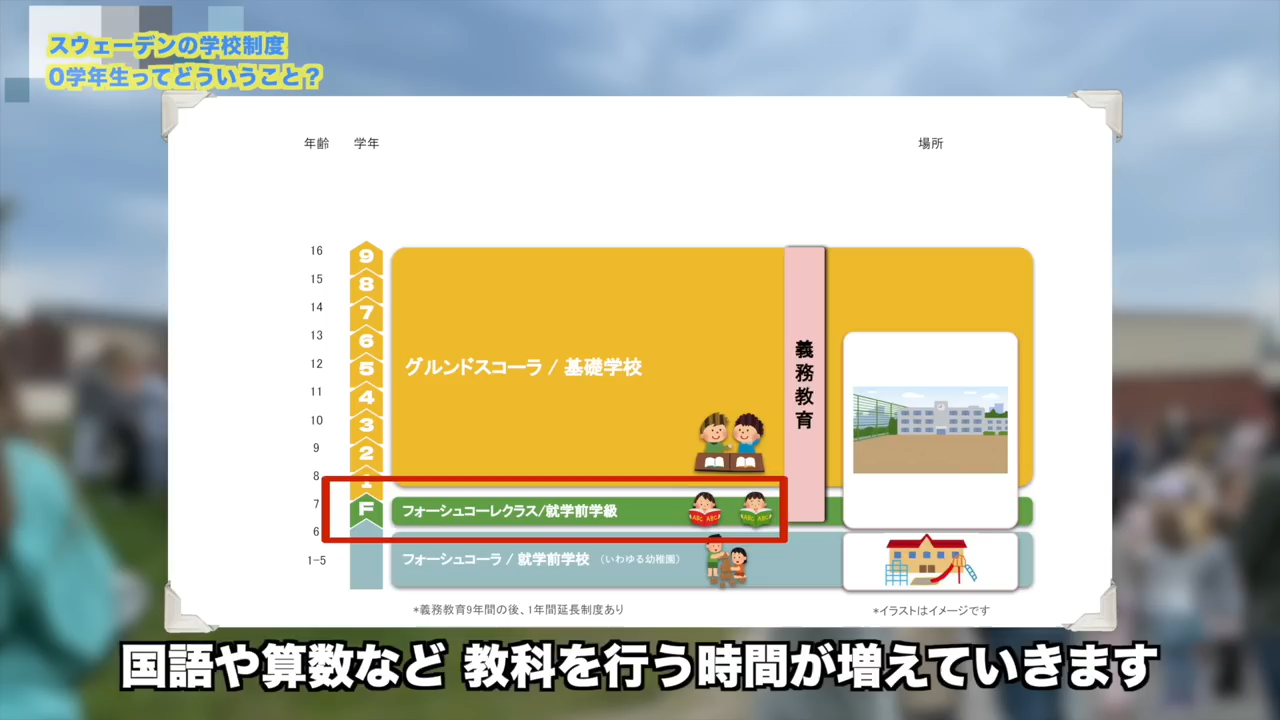 スウェーデンの学校制度
0学年生ってどういうこと？
年齢 学年 場所
16
15
14
13
12
11
10
9
8
7
6
1-5
9
8
7
6
5
4
3
2
1
F
グルンドスコーラ / 基礎学校
義務教育
フォーシュコーレクラス/就学前学級
ABC ABC
ABC ABC
フォーシュコーラ / 就学前学校 （いわゆる幼稚園）
*義務教育9年間の後、1年間延長制度あり
*イラストはイメージです
国語や算数など 教科を行う時間が増えていきます